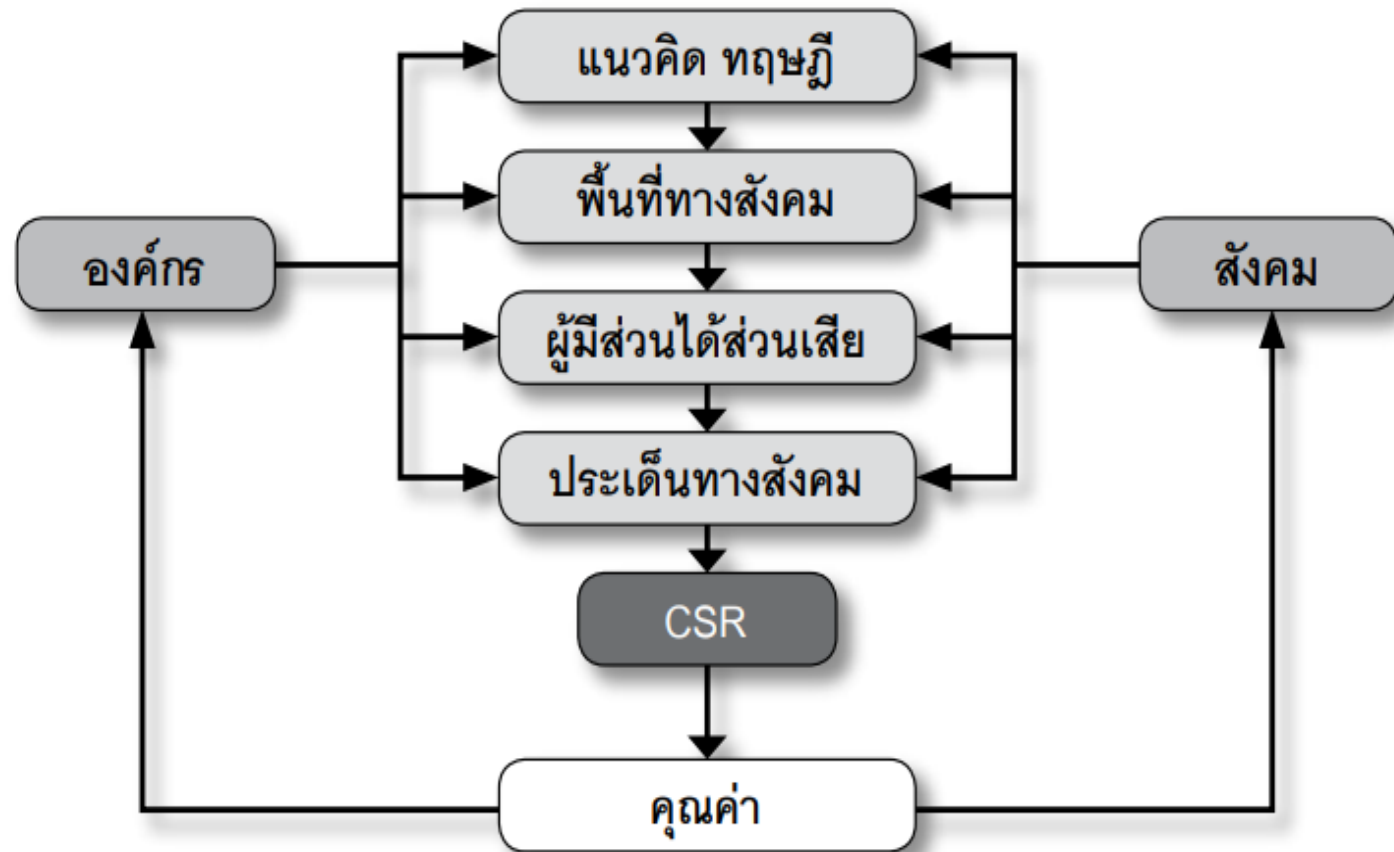 แนวคิด ทฤษฎี
พื้นที่ทางสังคม
องค์กร
สังคม
ผู้มีส่วนได้ส่วนเสีย
ประเด็นทางสังคม
CSR
คุณค่า